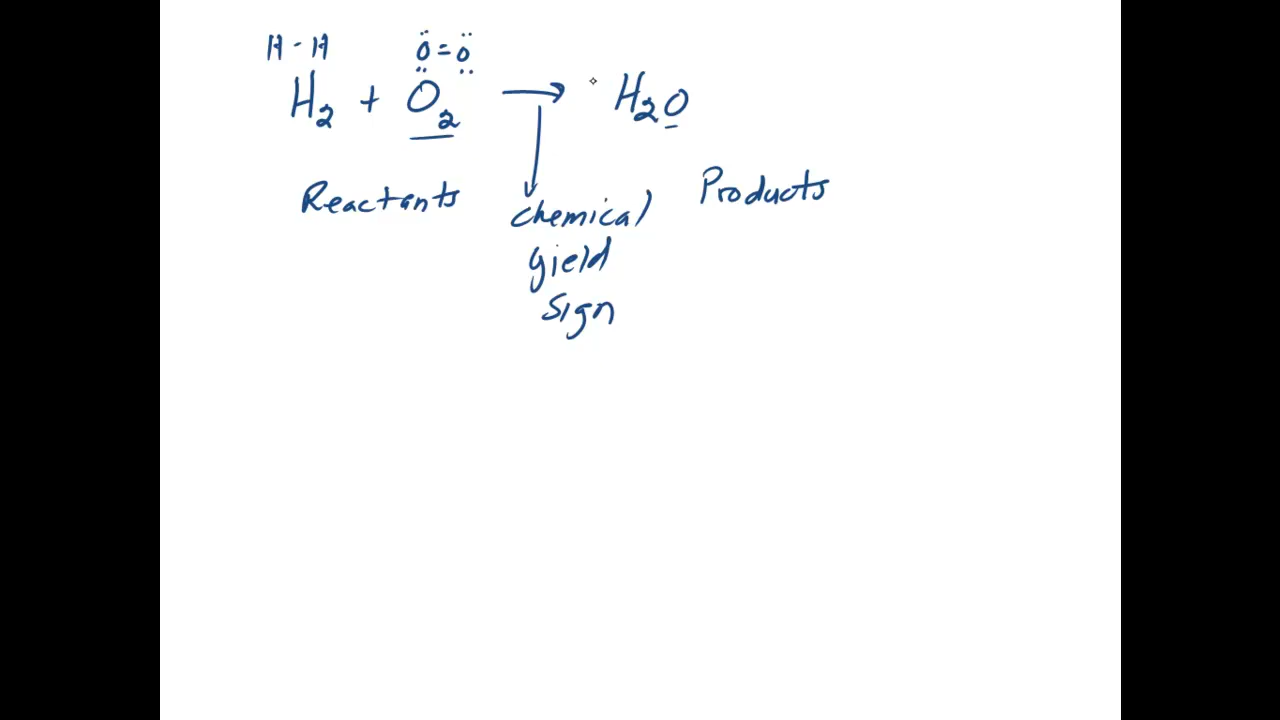 H - H  Ö = Ö
H₂ + O₂ → H₂O
Reactants
Products
chemical
yield
sign